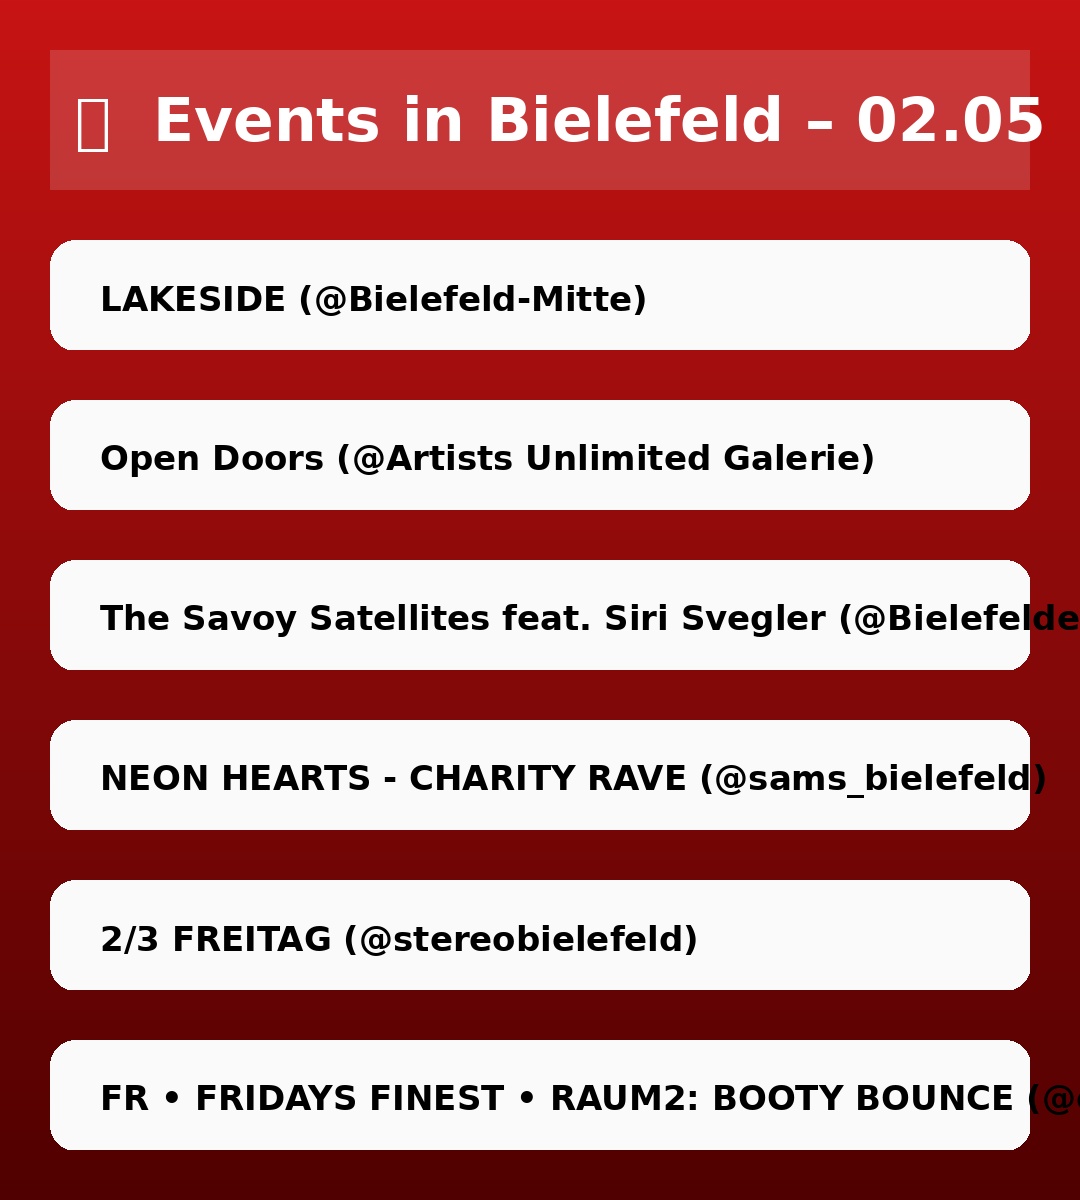 Events in Bielefeld – 02.05
LAKESIDE (@Bielefeld-Mitte)
Open Doors (@Artists Unlimited Galerie)
The Savoy Satellites feat. Siri Svegler (@Bielefelde
NEON HEARTS - CHARITY RAVE (@sams_bielefeld)
2/3 FREITAG (@stereobielefeld)
FR • FRIDAYS FINEST • RAUM2: BOOTY BOUNCE (@